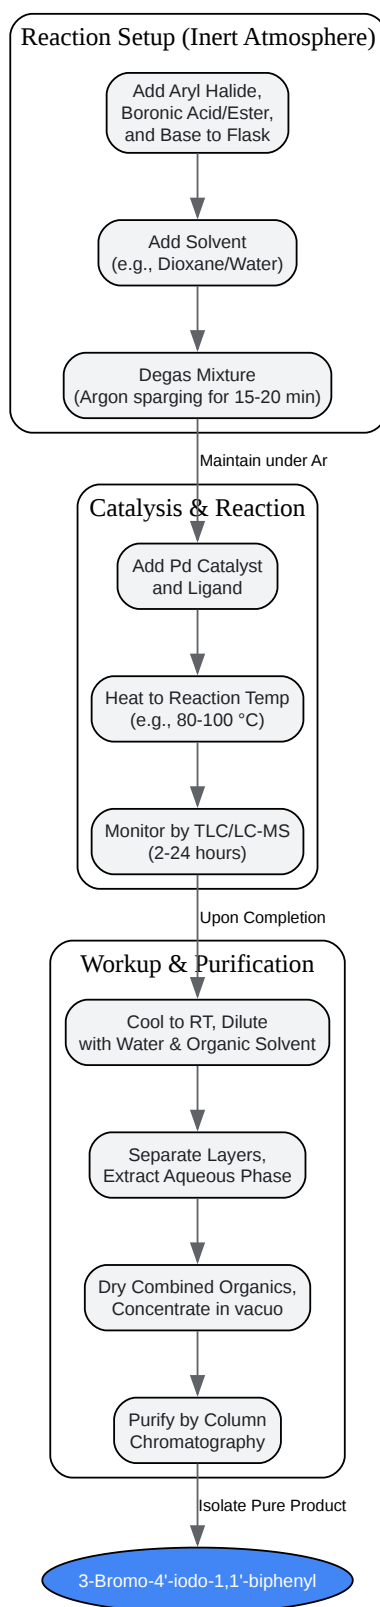 Reaction Setup (Inert Atmosphere)
Add Aryl Halide,
Boronic Acid/Ester,
and Base to Flask
Add Solvent
(e.g., Dioxane/Water)
Degas Mixture
(Argon sparging for 15-20 min)
Maintain under Ar
Catalysis & Reaction
Add Pd Catalyst
and Ligand
Heat to Reaction Temp
(e.g., 80-100 °C)
Monitor by TLC/LC-MS
(2-24 hours)
Upon Completion
Workup & Purification
Cool to RT, Dilute
with Water & Organic Solvent
Separate Layers,
Extract Aqueous Phase
Dry Combined Organics,
Concentrate in vacuo
Purify by Column
Chromatography
Isolate Pure Product
3-Bromo-4'-iodo-1,1'-biphenyl